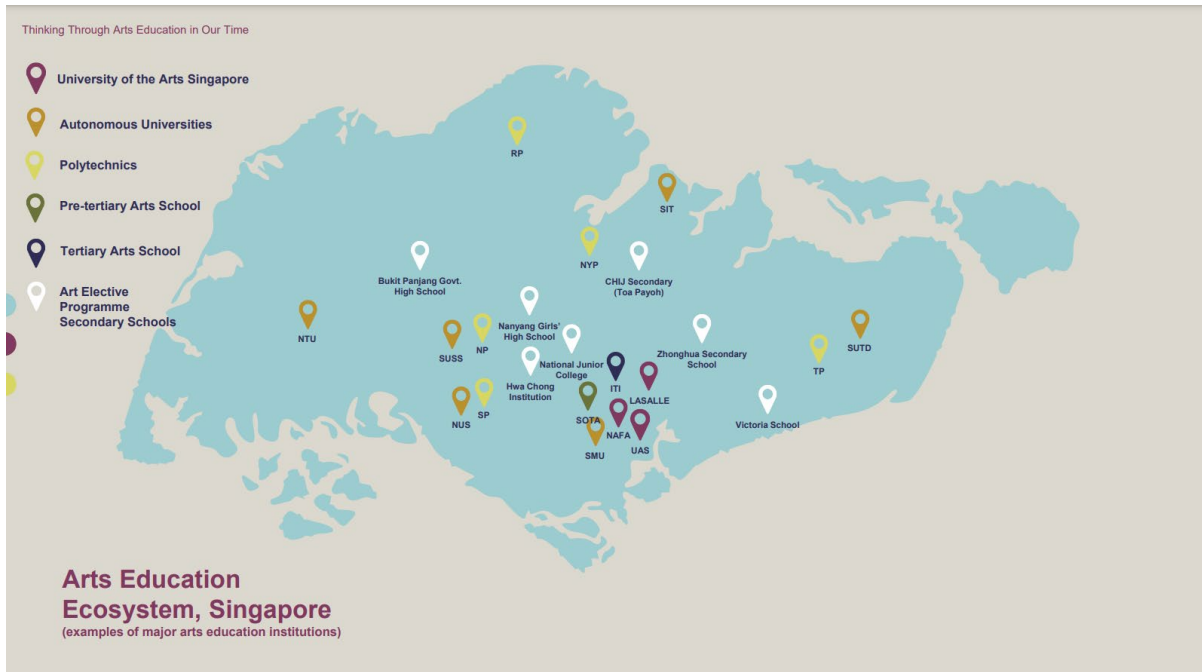 Thinking Through Arts Education in Our Time
University of the Arts Singapore
Autonomous Universities
Polytechnics
Pre-tertiary Arts School
Tertiary Arts School
Art Elective
Programme
Secondary Schools
RP
SIT
NYP
CHIJ Secondary
(Toa Payoh)
Bukit Panjang Govt.
High School
NTU
Nanyang Girls'
High School
SUSS
NP
National Junior
College
Zhonghua Secondary
School
SUTD
TP
Hwa Chong
Institution
ITI
LASALLE
NUS
SP
SOTA
NAFA
UAS
SMU
Victoria School
Arts Education
Ecosystem, Singapore
(examples of major arts education institutions)